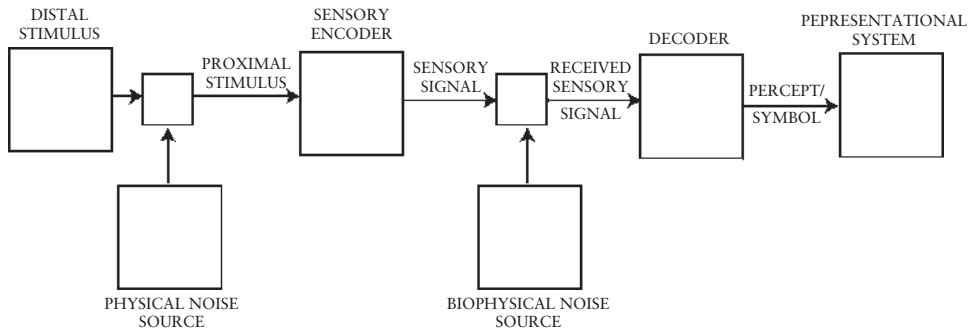 DISTAL
STIMULUS
PROXIMAL
STIMULUS
SENSORY
ENCODER
SENSORY
SIGNAL
RECEIVED
SENSORY
SIGNAL
DECODER
PERCEPT/
SYMBOL
PEPRESENTATIONAL
SYSTEM
PHYSICAL NOISE
SOURCE
BIOPHYSICAL NOISE
SOURCE